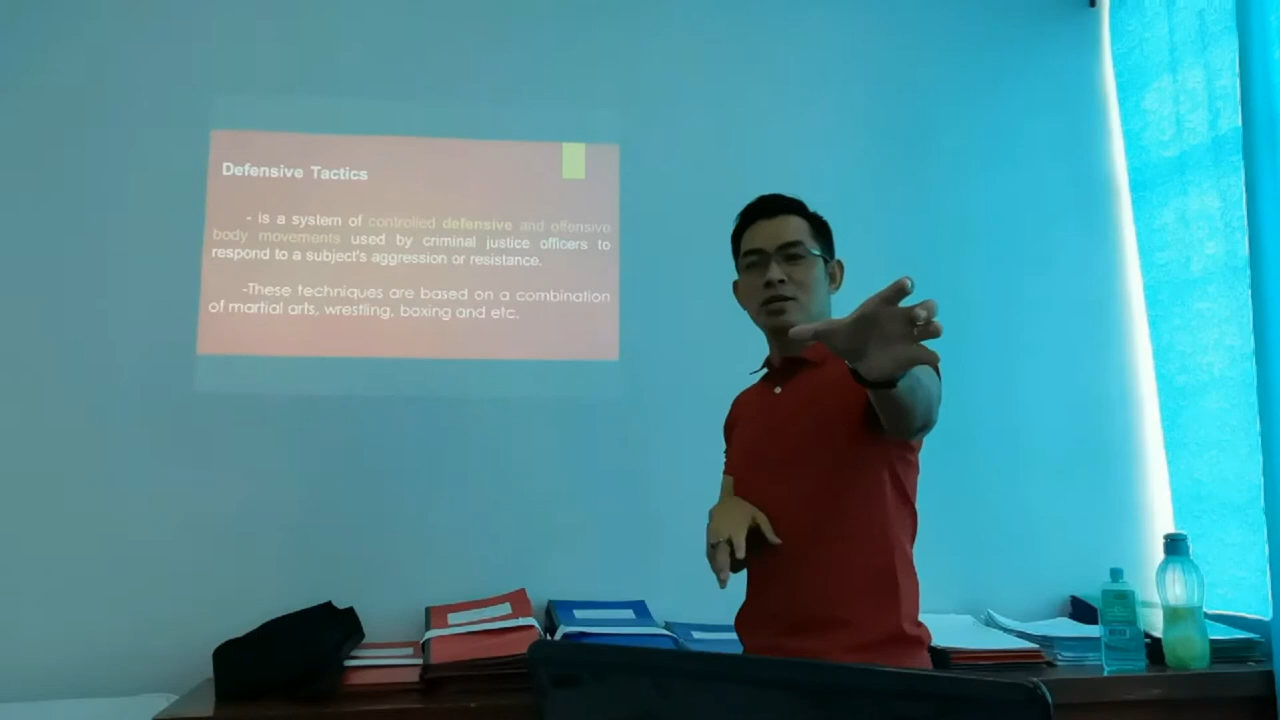 Defensive Tactics
- is a system of controlled defensive and offensive
body movements used by criminal justice officers to
respond to a subject's aggression or resistance.
-These techniques are based on a combination
of martial arts, wrestling, boxing and etc.